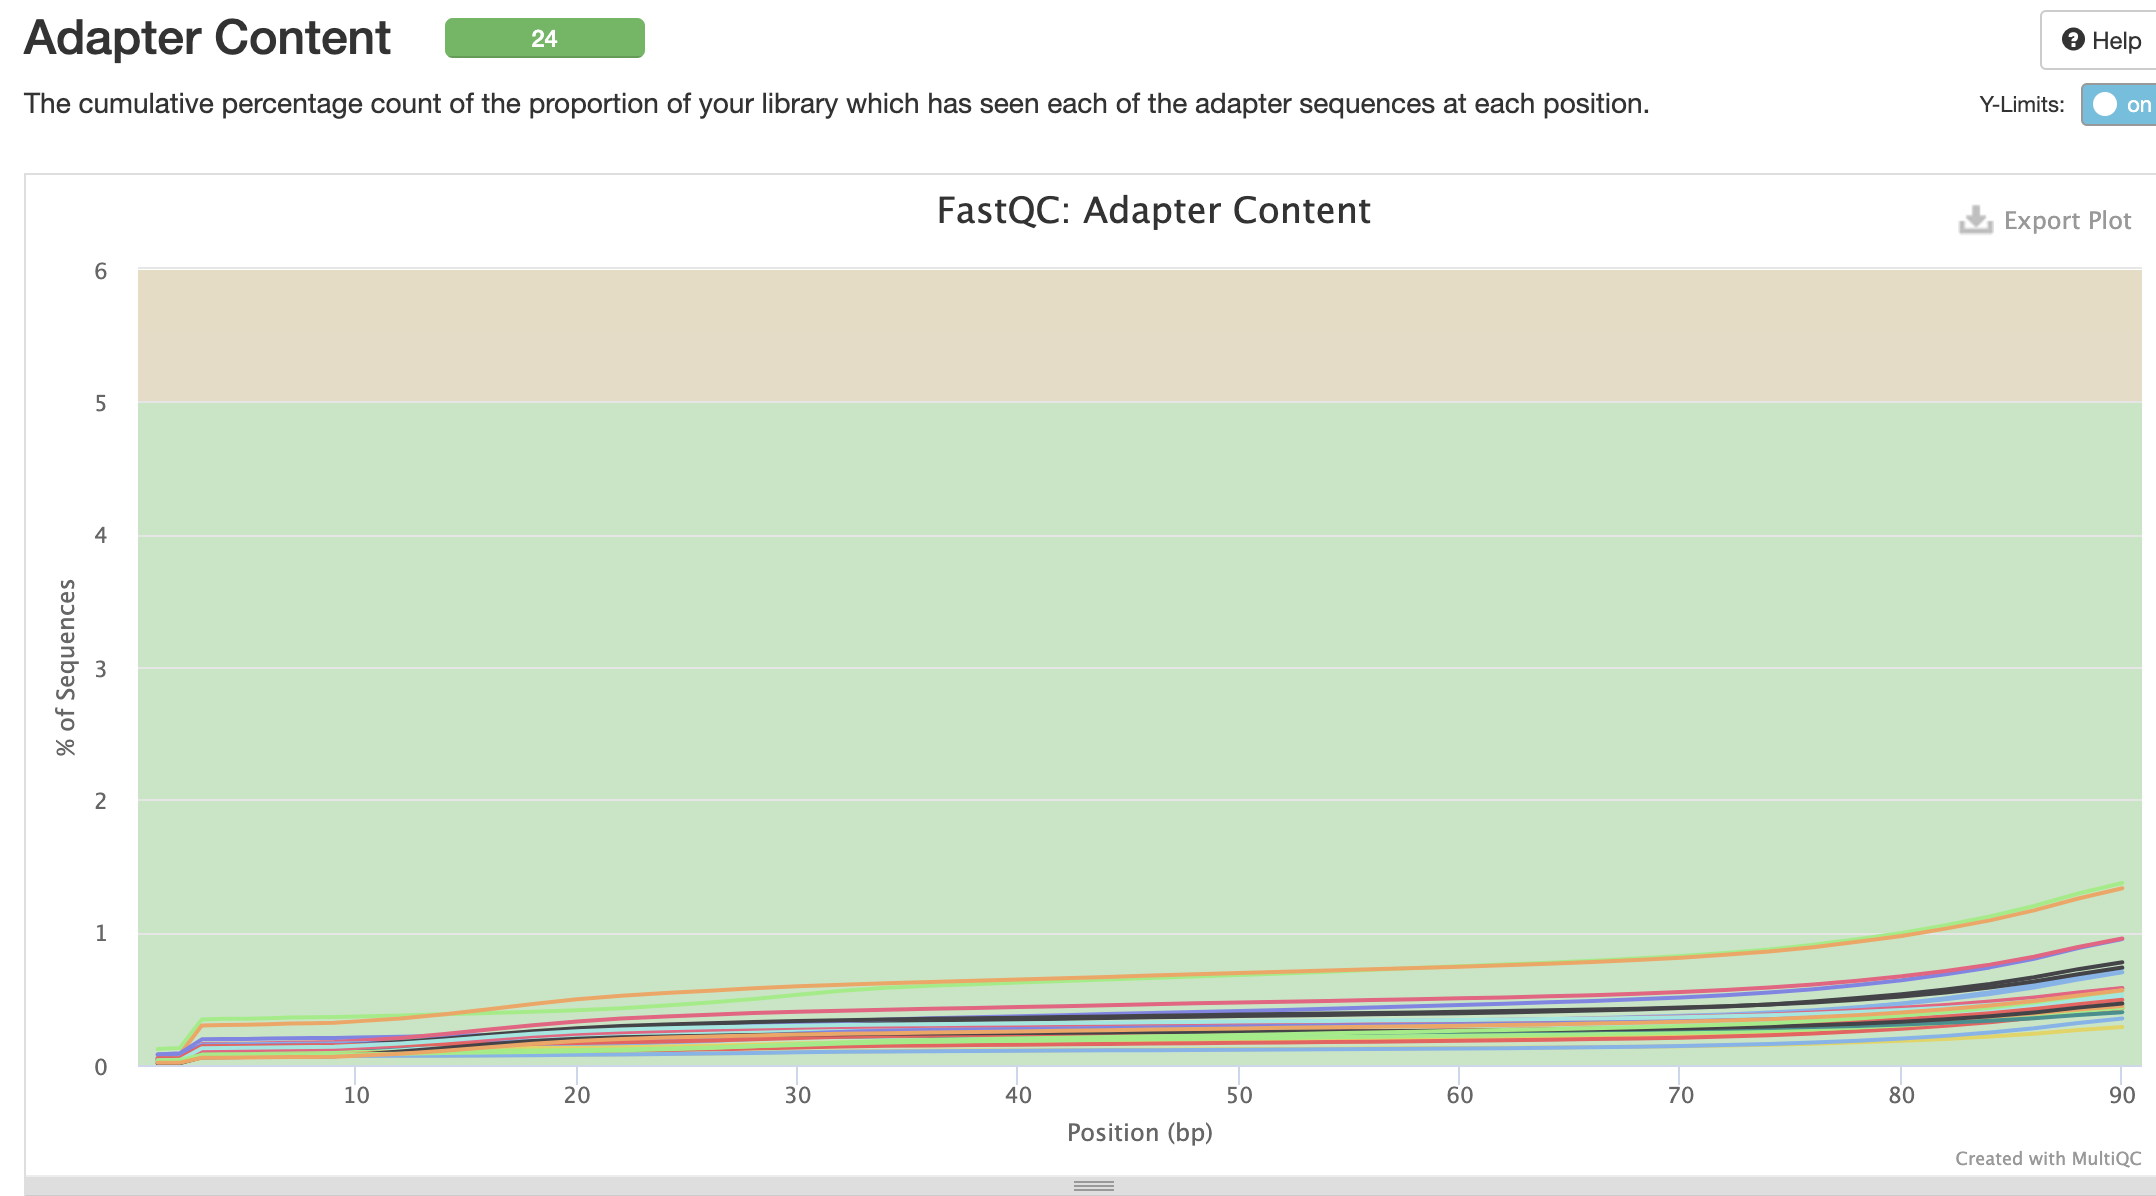 Adapter Content 24 Help
The cumulative percentage count of the proportion of your library which has seen each of the adapter sequences at each position. Y-Limits: on
FastQC: Adapter Content
Export Plot
6
5
4
3
2
1
0
% of Sequences
10 20 30 40 50 60 70 80 90
Position (bp)
Created with MultiQC